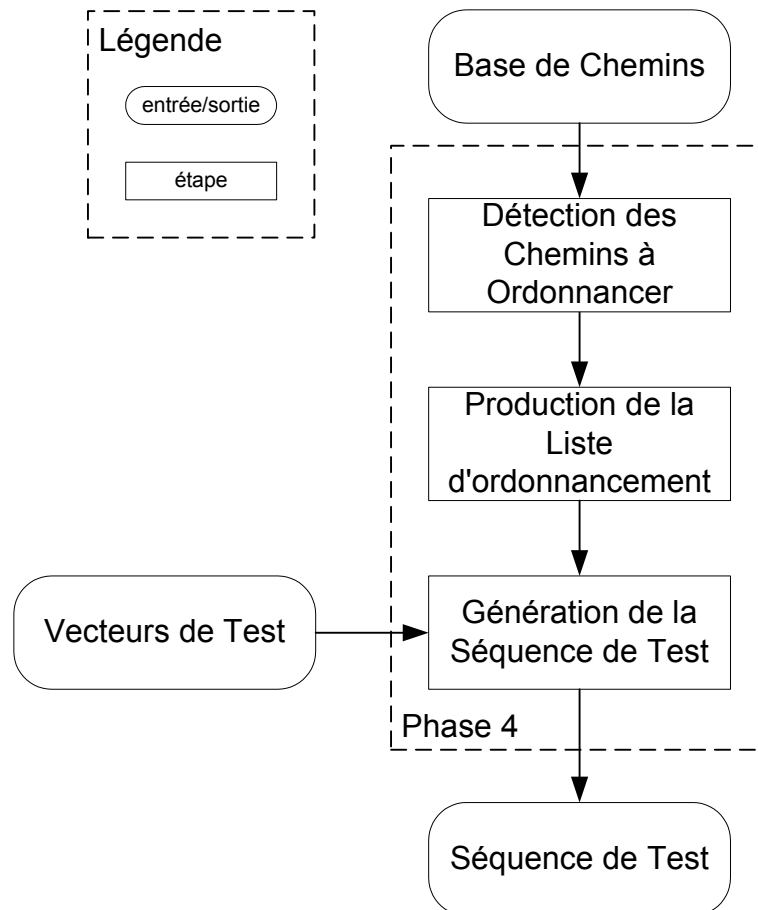 Légende
entrée/sortie
étape
Base de Chemins
Détection des
Chemins à
Ordonnancer
Production de la
Liste
d'ordonnancement
Vecteurs de Test
Génération de la
Séquence de Test
Phase 4
Séquence de Test